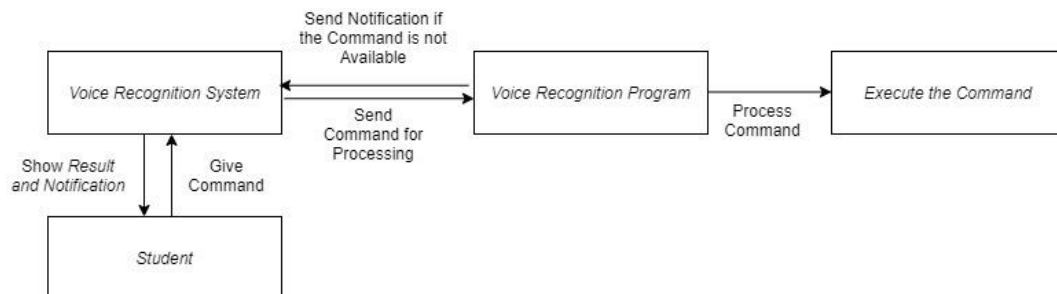 Send Notification if
the Command is not
Available
Voice Recognition System
Voice Recognition Program
Execute the Command
Send
Command for
Processing
Process
Command
Show Result
and Notification
Give
Command
Student